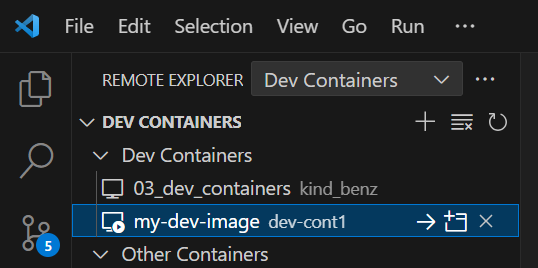 File Edit Selection View Go Run ···
REMOTE EXPLORER Dev Containers ···
DEV CONTAINERS
Dev Containers
03_dev_containers kind_benz
my-dev-image dev-cont1
5
Other Containers